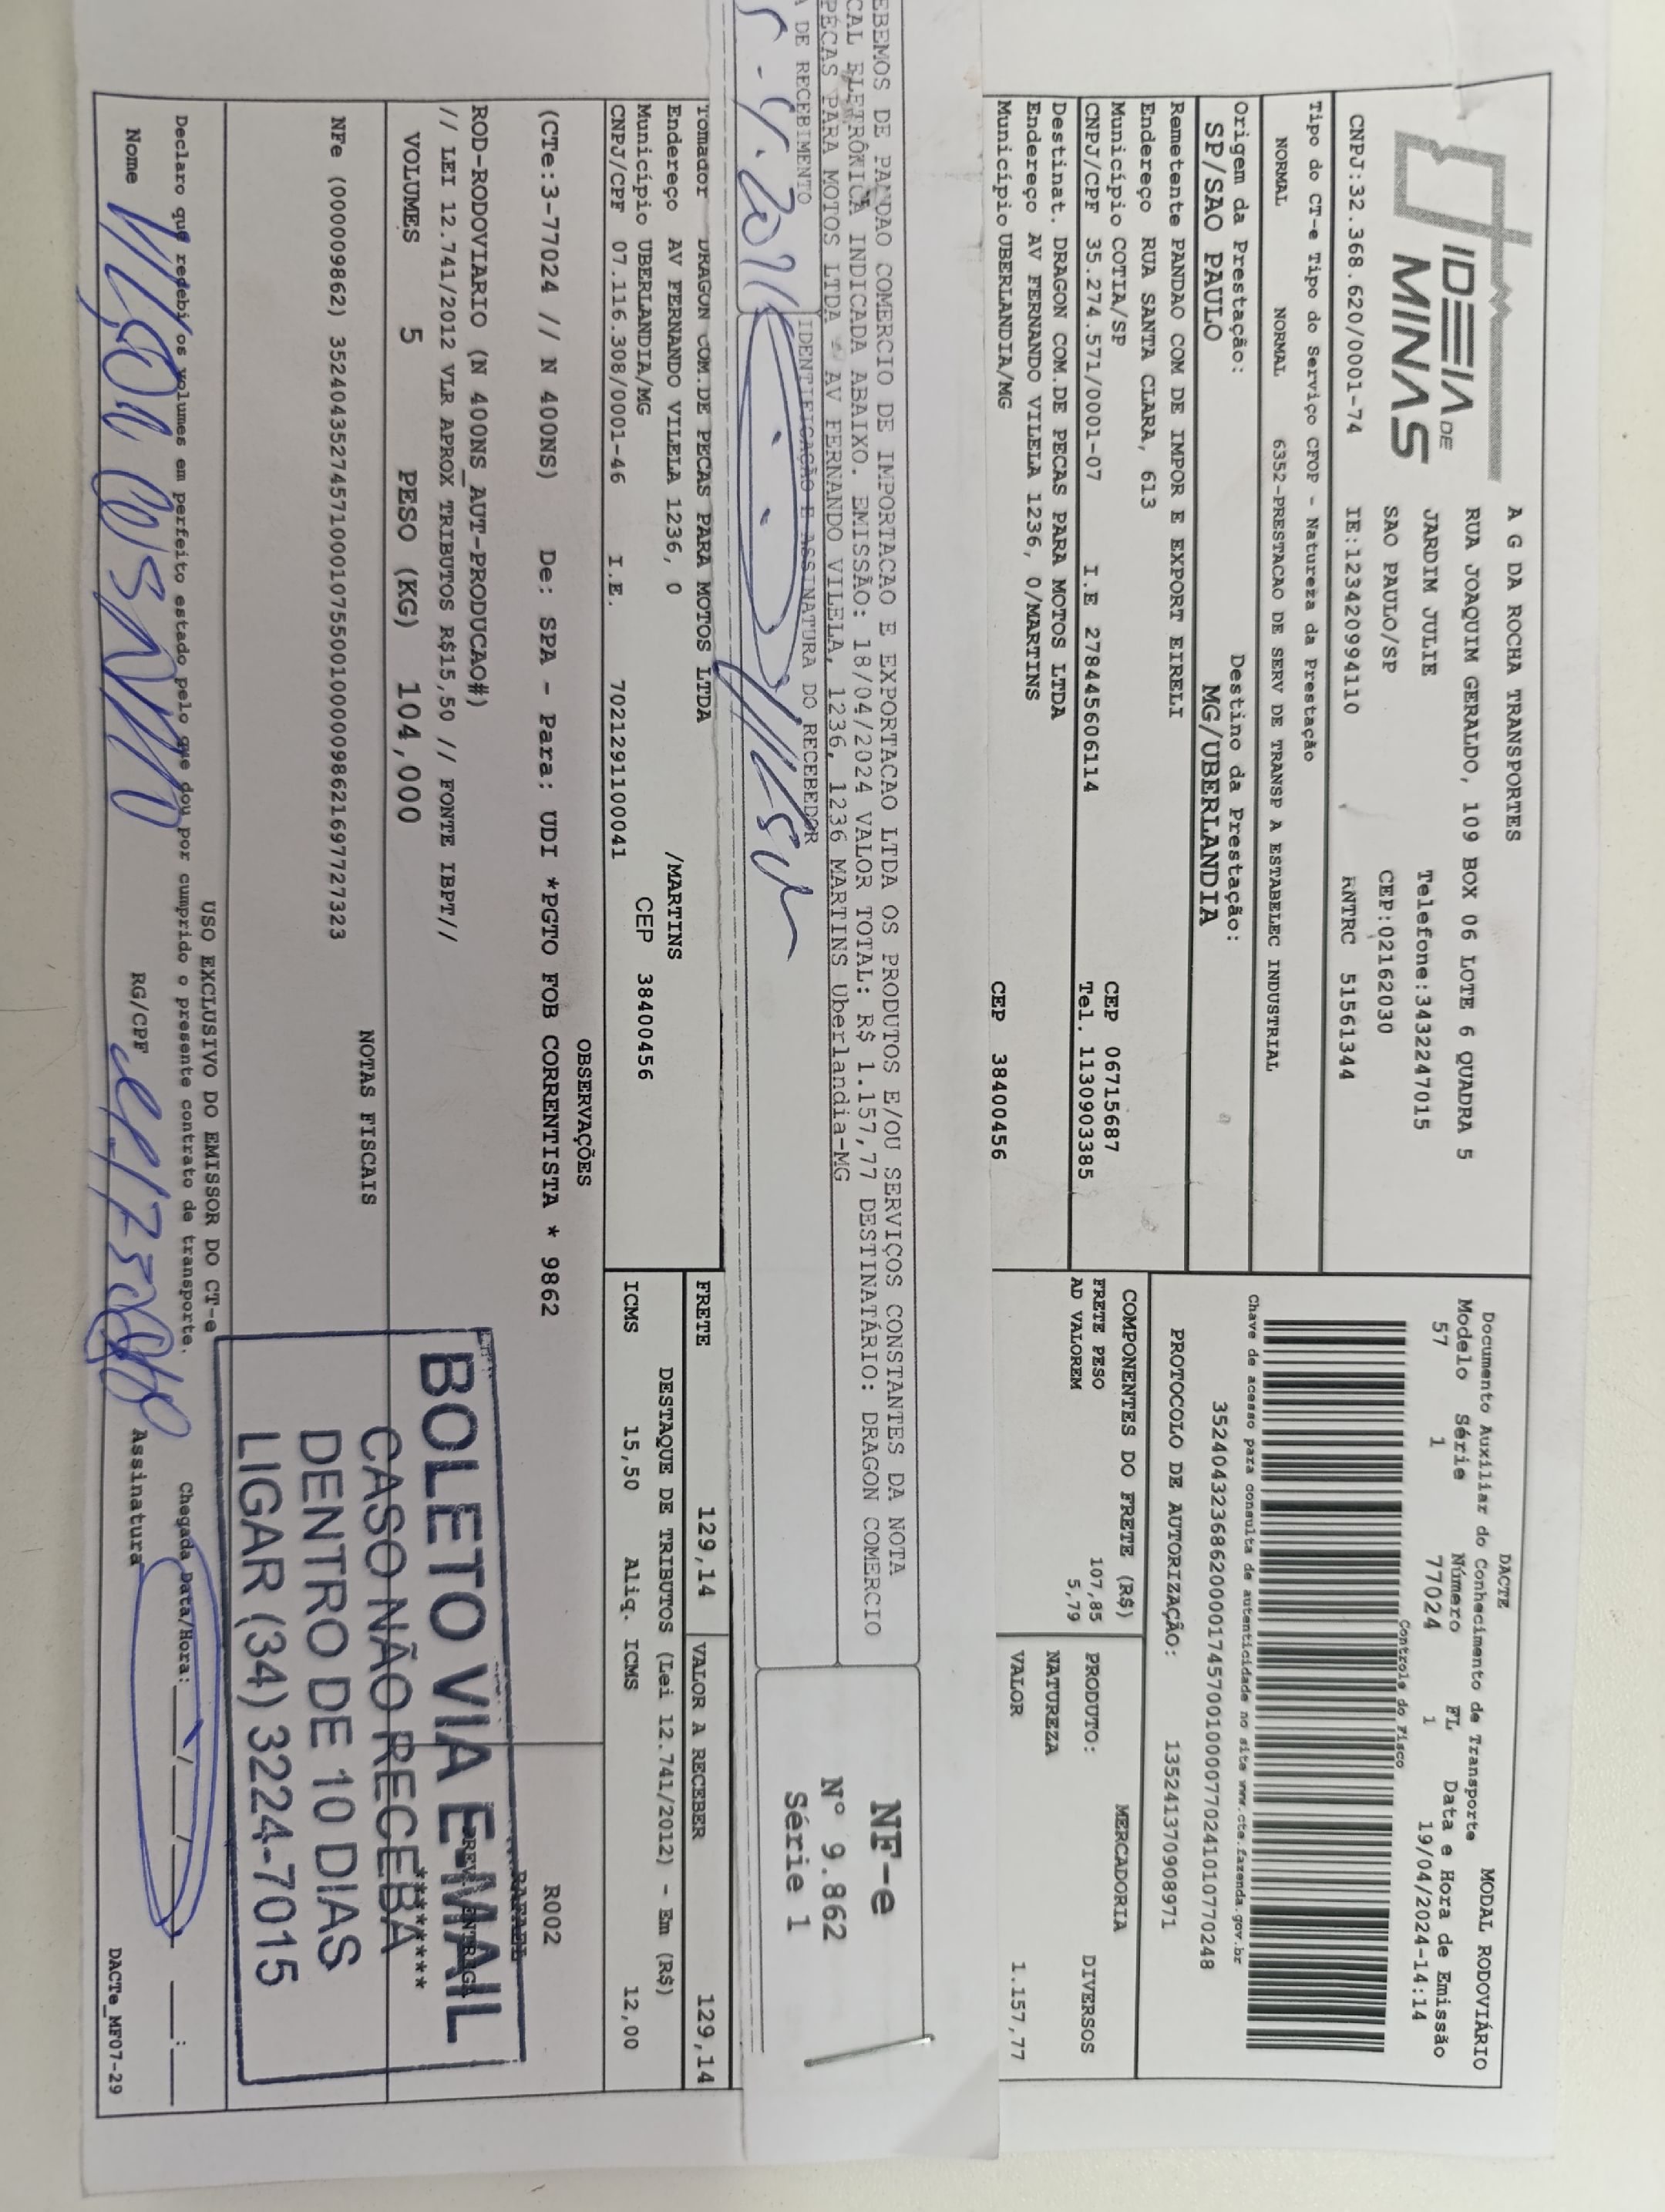 IDEIA DE
MINAS
A G DA ROCHA TRANSPORTES
RUA JOAQUIM GERALDO, 109 BOX 06 LOTE 6 QUADRA 5
JARDIM JULIE Telefone:3432247015
SAO PAULO/SP CEP:02162030
CNPJ:32.368.620/0001-74 IE:123420994110 RNTRC 51561344
DACTE MODAL RODOVIÁRIO
Documento Auxiliar do Conhecimento de Transporte
Modelo Série Número FL Data e Hora de Emissão
57 1 77024 1 19/04/2024-14:14
Controle do Fisco
Chave de acesso para consulta de autenticidade no site www.cte.fazenda.gov.br
35240432368620000174570010000770241010770248
PROTOCOLO DE AUTORIZAÇÃO: 135241370908971
Tipo do CT-e Tipo do Serviço CFOP - Natureza da Prestação
NORMAL NORMAL 6352-PRESTACAO DE SERV DE TRANSP A ESTABELEC INDUSTRIAL
Origem da Prestação: Destino da Prestação:
SP/SAO PAULO MG/UBERLANDIA
Remetente PANDAO COM DE IMPOR E EXPORT EIRELI
Endereço RUA SANTA CLARA, 613
Município COTIA/SP CEP 06715687
CNPJ/CPF 35.274.571/0001-07 I.E 278445606114 Tel. 1130903385
Destinat. DRAGON COM.DE PECAS PARA MOTOS LTDA
Endereço AV FERNANDO VILELA 1236, 0/MARTINS
Município UBERLANDIA/MG CEP 38400456
COMPONENTES DO FRETE (R$) MERCADORIA
FRETE PESO 107,85 PRODUTO: DIVERSOS
AD VALOREM 5,79
NATUREZA
VALOR 1.157,77
EBEMOS DE PANDAO COMERCIO DE IMPORTACAO E EXPORTACAO LTDA OS PRODUTOS E/OU SERVIÇOS CONSTANTES DA NOTA
CAL ELETRÔNICA INDICADA ABAIXO. EMISSÃO: 18/04/2024 VALOR TOTAL: R$ 1.157,77 DESTINATÁRIO: DRAGON COMERCIO
PECAS PARA MOTOS LTDA - AV FERNANDO VILELA, 1236, 1236 MARTINS Uberlandia-MG
A DE RECEBIMENTO IDENTIFICAÇÃO E ASSINATURA DO RECEBEDOR
NF-e
Nº 9.862
Série 1
Tomador DRAGON COM.DE PECAS PARA MOTOS LTDA
Endereço AV FERNANDO VILELA 1236, 0 /MARTINS
Município UBERLANDIA/MG CEP 38400456
CNPJ/CPF 07.116.308/0001-46 I.E. 7021291100041
FRETE 129,14 VALOR A RECEBER 129,14
DESTAQUE DE TRIBUTOS (Lei 12.741/2012) - Em (R$)
ICMS 15,50 Aliq. ICMS 12,00
OBSERVAÇÕES
(CTe:3-77024 // N 400NS) De: SPA - Para: UDI *PGTO FOB CORRENTISTA * 9862
R002
RAFAEL
ROD-RODOVIARIO (N 400NS_AUT-PRODUCAO#)
// LEI 12.741/2012 VLR APROX TRIBUTOS R$15,50 // FONTE IBPT//
VOLUMES 5 PESO (KG) 104,000
********
NOTAS FISCAIS
NFe (000009862) 35240435274571000107550010000098621697727323
BOLETO VIA E-MAIL
CASO NÃO RECEBA
DENTRO DE 10 DIAS
LIGAR (34) 3224-7015
USO EXCLUSIVO DO EMISSOR DO CT-e
Declaro que recebi os volumes em perfeito estado pelo que dou por cumprido o presente contrato de transporte. Chegada Data/Hora: ___/___/___ ___:___
Nome RG/CPF Assinatura
DACTe_MF07-29